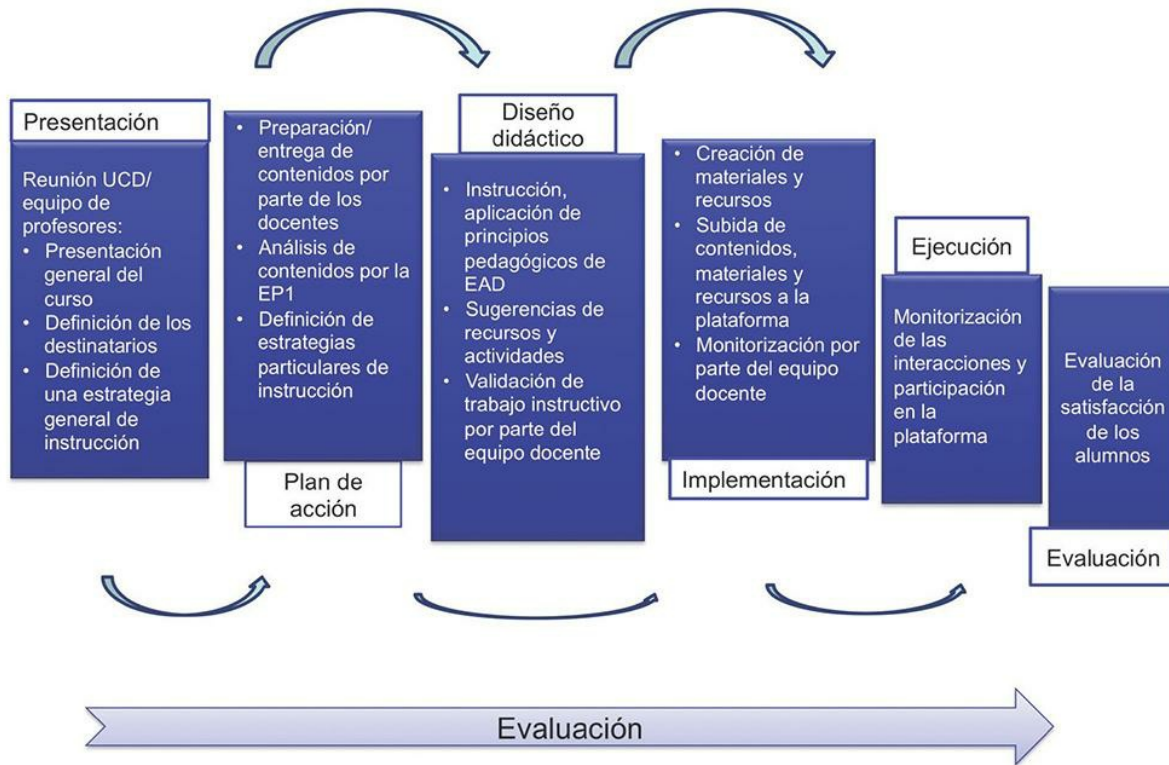 Presentación
Reunión UCD/
equipo de
profesores:
• Presentación
general del
curso
• Definición de los
destinatarios
• Definición de
una estrategia
general de
instrucción
• Preparación/
entrega de
contenidos por
parte de los
docentes
• Análisis de
contenidos por la
EP1
• Definición de
estrategias
particulares de
instrucción
Plan de
acción
Diseño
didáctico
• Instrucción,
aplicación de
principios
pedagógicos de
EAD
• Sugerencias de
recursos y
actividades
• Validación de
trabajo instructivo
por parte del
equipo docente
• Creación de
materiales y
recursos
• Subida de
contenidos,
materiales y
recursos a la
plataforma
• Monitorización por
parte del equipo
docente
Implementación
Ejecución
Monitorización
de las
interacciones y
participación
en la
plataforma
Evaluación
de la
satisfacción
de los
alumnos
Evaluación
Evaluación